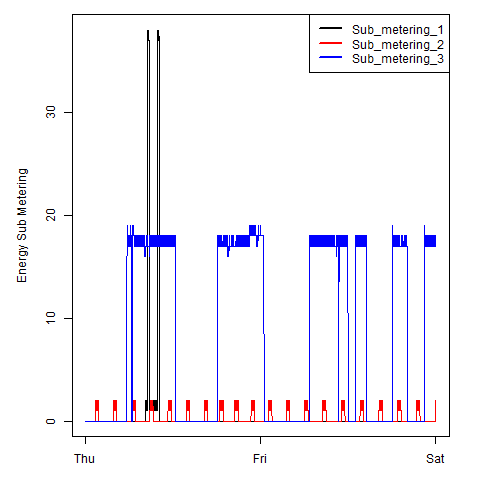 Sub_metering_1
Sub_metering_2
Sub_metering_3
Energy Sub Metering
30
20
10
0
Thu Fri Sat